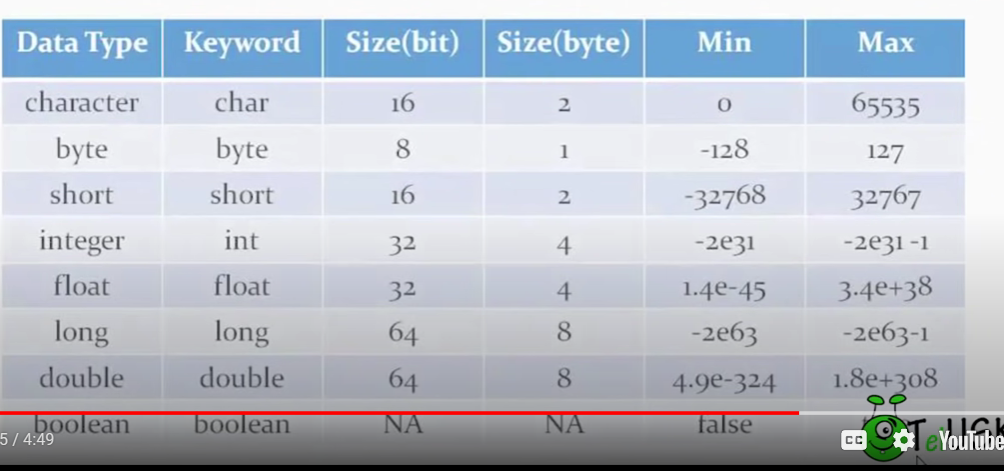 Data Type Keyword Size(bit) Size(byte) Min Max
character char 16 2 0 65535
byte byte 8 1 -128 127
short short 16 2 -32768 32767
integer int 32 4 -2e31 -2e31 -1
float float 32 4 1.4e-45 3.4e+38
long long 64 8 -2e63 -2e63-1
double double 64 8 4.9e-324 1.8e+308
boolean boolean NA NA false
5 / 4:49 CC YouTube